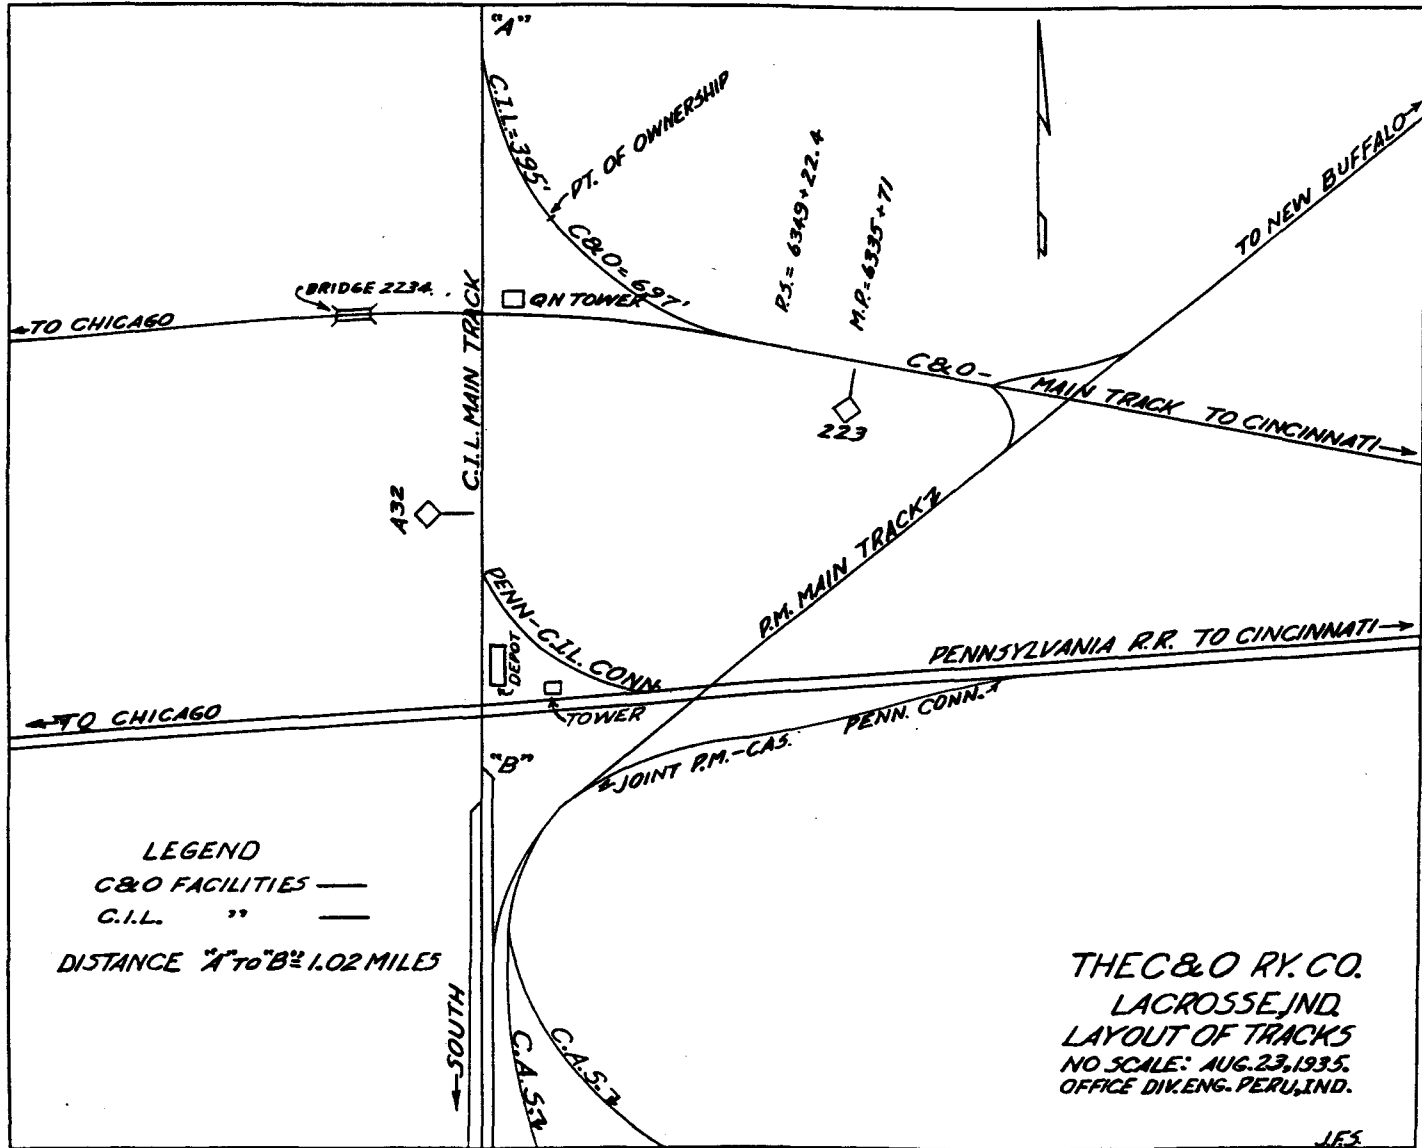 "A"
C.I.L.=395'
PT. OF OWNERSHIP
C&O=697'
P.S.=6349+22.4
M.P.=6335+71
TO NEW BUFFALO
BRIDGE 2234.
QN TOWER
TO CHICAGO
C.I.L. MAIN TRACK
C&O-
MAIN TRACK TO CINCINNATI
223
A32
P.M. MAIN TRACK
PENN-C.I.L. CONN.
DEPOT
PENNSYLVANIA R.R. TO CINCINNATI
TO CHICAGO
TOWER
PENN. CONN.
"B"
JOINT P.M.-CAS.
LEGEND
C&O FACILITIES
C.I.L. "
DISTANCE "A" TO "B"= 1.02 MILES
SOUTH
C.A.S.
C.A.S.
THE C&O RY. CO.
LACROSSE, IND.
LAYOUT OF TRACKS
NO SCALE: AUG. 23, 1935.
OFFICE DIV. ENG. PERU, IND.
J.F.S.